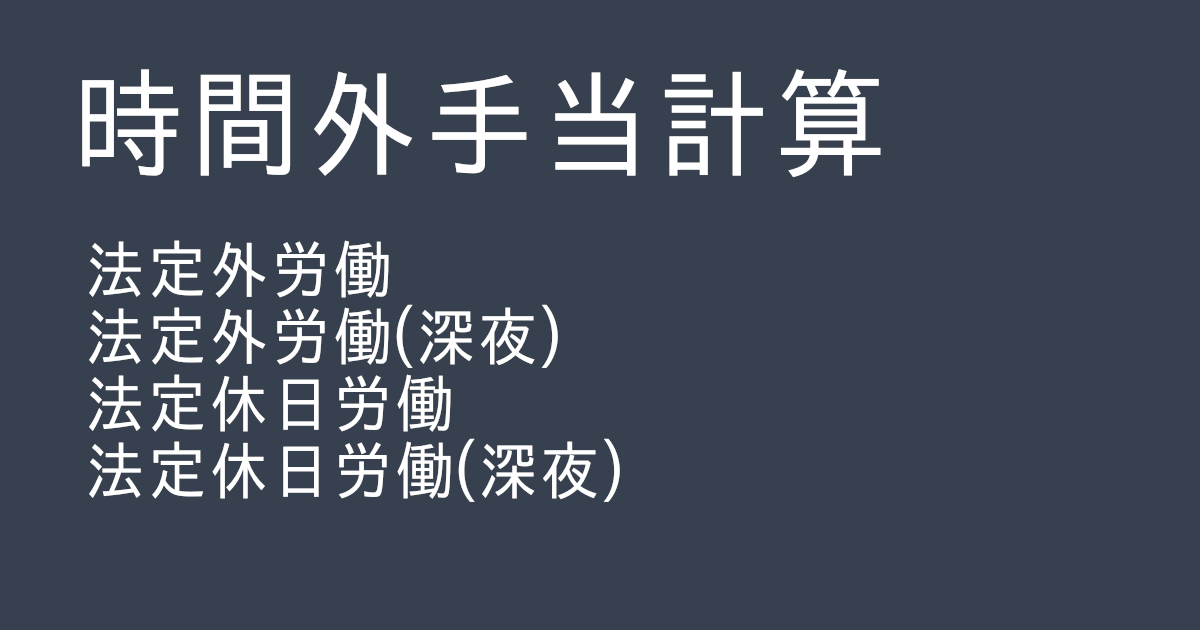 時間外手当計算
法定外労働
法定外労働(深夜)
法定休日労働
法定休日労働(深夜)